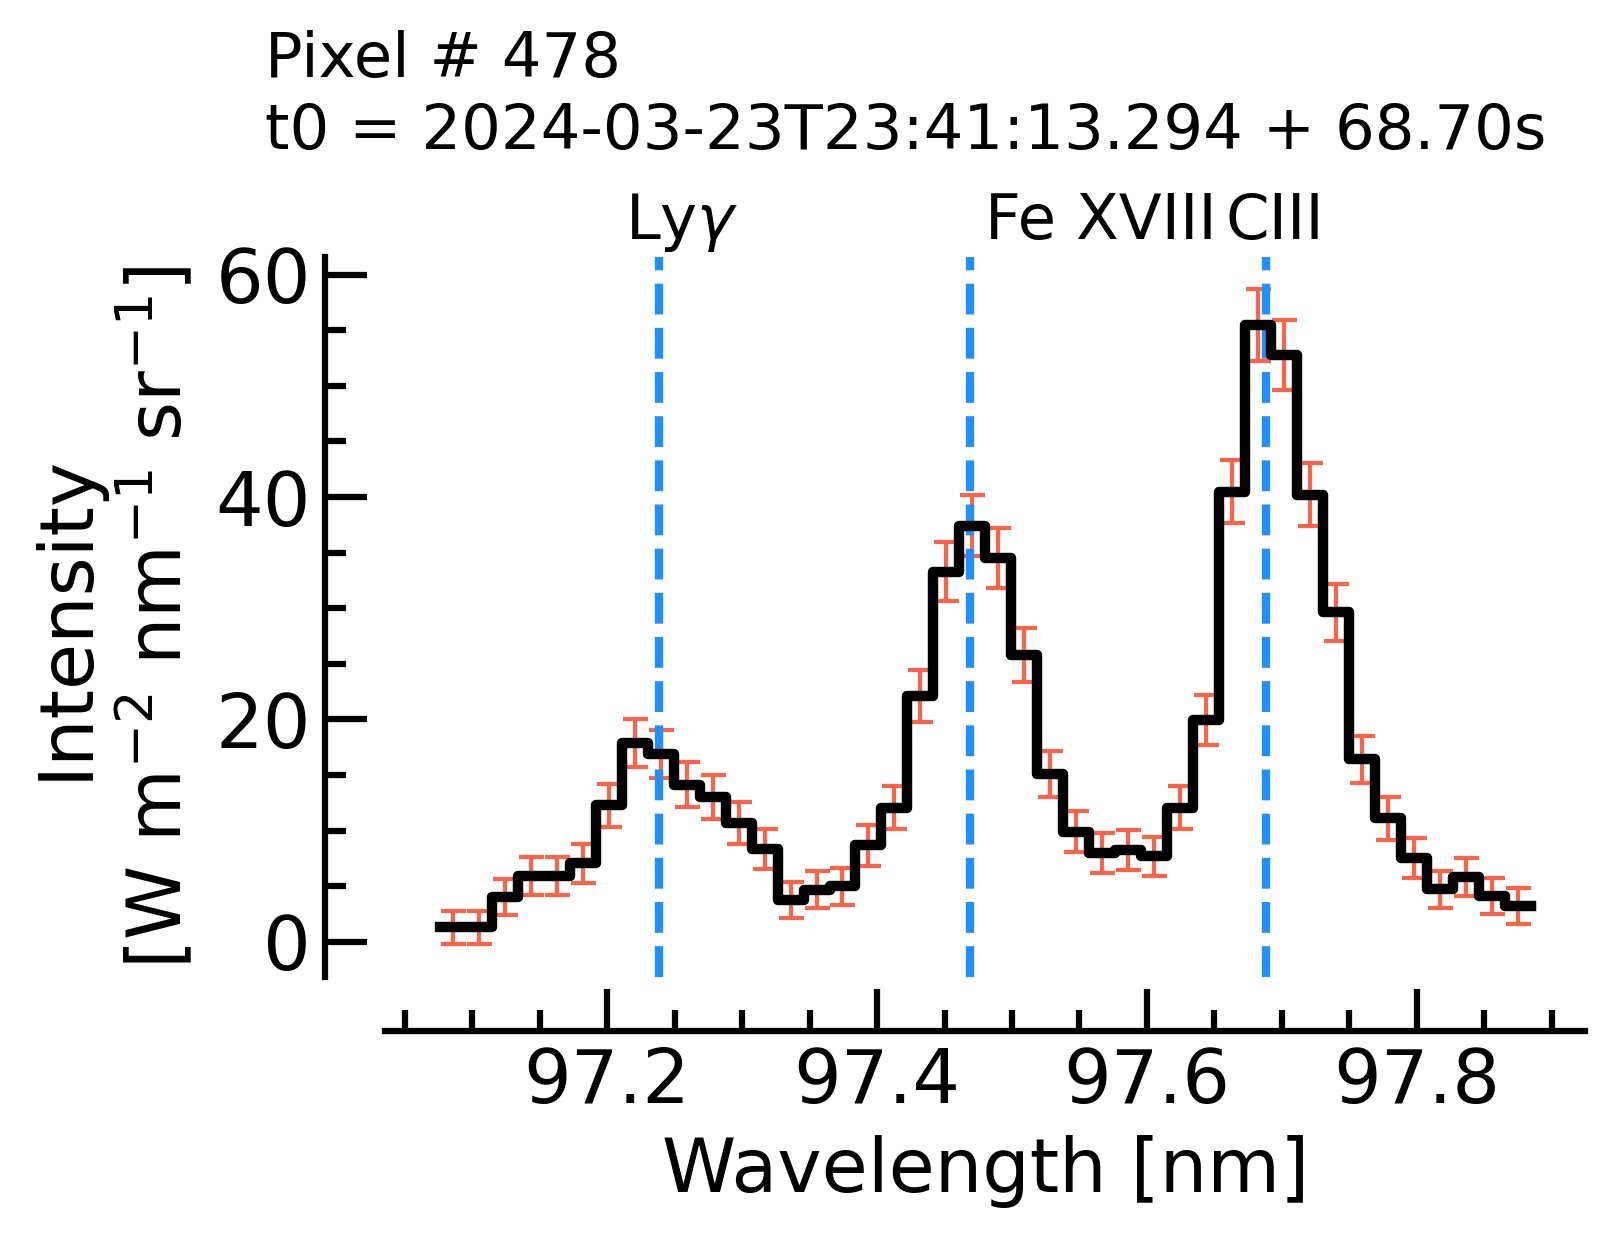 Pixel # 478
t0 = 2024-03-23T23:41:13.294 + 68.70s
Lyγ Fe XVIII CIII
Intensity
[W m⁻² nm⁻¹ sr⁻¹]
60
40
20
0
97.2 97.4 97.6 97.8
Wavelength [nm]